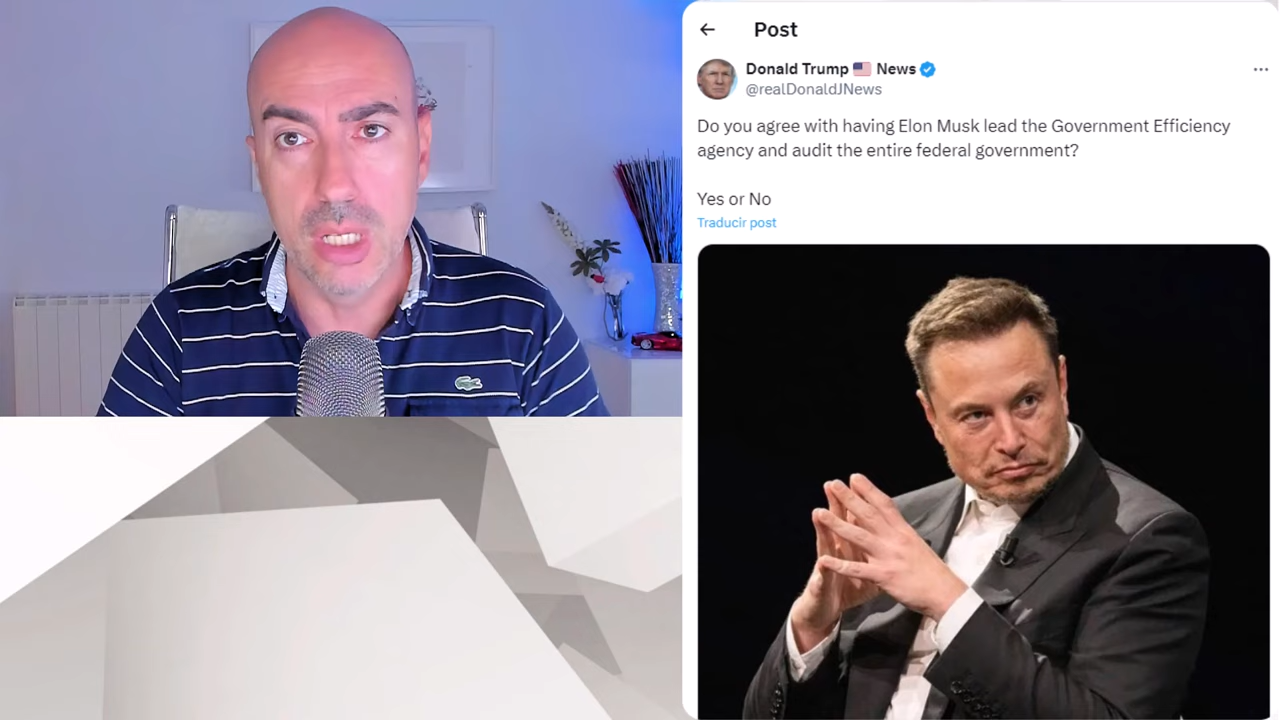 Post
Donald Trump 🇺🇸 News
@realDonaldJNews
Do you agree with having Elon Musk lead the Government Efficiency
agency and audit the entire federal government?
Yes or No
Traducir post